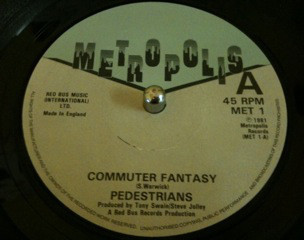 METROPOLIS
RED BUS MUSIC
(INTERNATIONAL)
LTD.
Made in England
A
45 RPM
MET 1
℗ 1981
Metropolis
Records
(MET 1-A)
COMMUTER FANTASY
(S. Warwick)
PEDESTRIANS
Produced by Tony Swain/Steve Jolley
A Red Bus Records Production